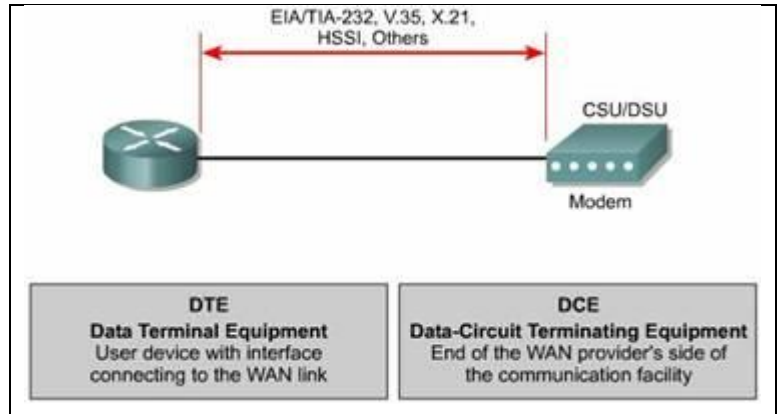 EIA/TIA-232, V.35, X.21,
HSSI, Others
CSU/DSU
Modem
DTE
Data Terminal Equipment
User device with interface
connecting to the WAN link
DCE
Data-Circuit Terminating Equipment
End of the WAN provider's side of
the communication facility